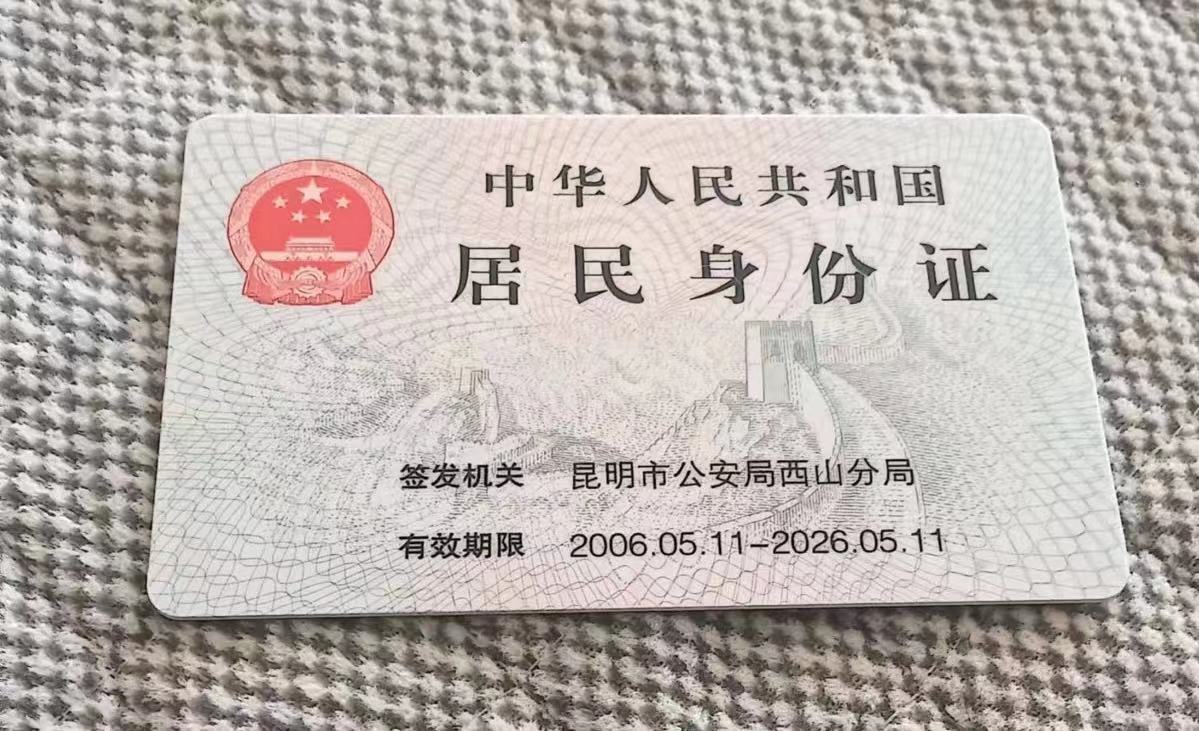 中华人民共和国
居民身份证
签发机关 昆明市公安局西山分局
有效期限 2006.05.11-2026.05.11